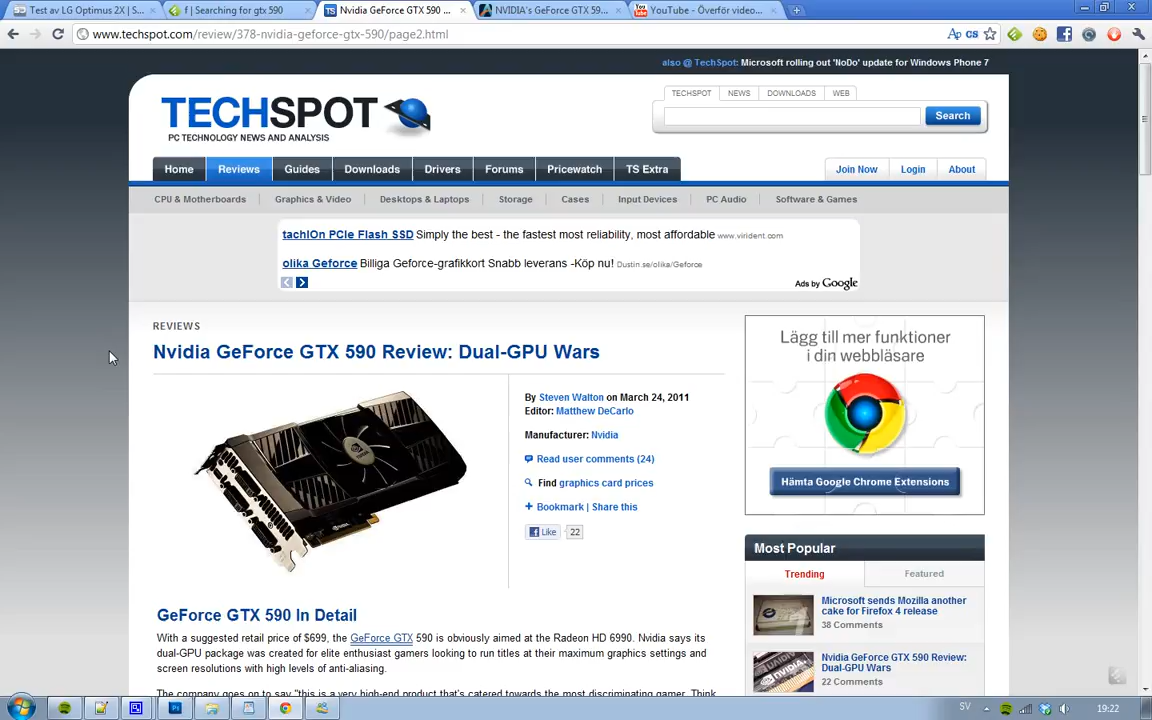 Test av LG Optimus 2X | S...
f | Searching for gtx 590
Nvidia GeForce GTX 590 ...
NVIDIA's GeForce GTX 59...
YouTube - Överför video...
www.techspot.com/review/378-nvidia-geforce-gtx-590/page2.html
also @ TechSpot: Microsoft rolling out 'NoDo' update for Windows Phone 7
TECHSPOT
PC TECHNOLOGY NEWS AND ANALYSIS
TECHSPOT NEWS DOWNLOADS WEB
Search
Home Reviews Guides Downloads Drivers Forums Pricewatch TS Extra
Join Now Login About
CPU & Motherboards Graphics & Video Desktops & Laptops Storage Cases Input Devices PC Audio Software & Games
tachIOn PCIe Flash SSD Simply the best - the fastest most reliability, most affordable www.virident.com
olika Geforce Billiga Geforce-grafikkort Snabb leverans -Köp nu! Dustin.se/olika/Geforce
Ads by Google
REVIEWS
Nvidia GeForce GTX 590 Review: Dual-GPU Wars
By Steven Walton on March 24, 2011
Editor: Matthew DeCarlo
Manufacturer: Nvidia
Read user comments (24)
Find graphics card prices
Bookmark | Share this
Like 22
GeForce GTX 590 In Detail
With a suggested retail price of $699, the GeForce GTX 590 is obviously aimed at the Radeon HD 6990. Nvidia says its
dual-GPU package was created for elite enthusiast gamers looking to run titles at their maximum graphics settings and
screen resolutions with high levels of anti-aliasing.
The company goes on to say "this is a very high-end product that's catered towards the most discriminating gamer. Think
Lägg till mer funktioner
i din webbläsare
Hämta Google Chrome Extensions
Most Popular
Trending Featured
Microsoft sends Mozilla another
cake for Firefox 4 release
38 Comments
Nvidia GeForce GTX 590 Review:
Dual-GPU Wars
22 Comments
SV
19:22